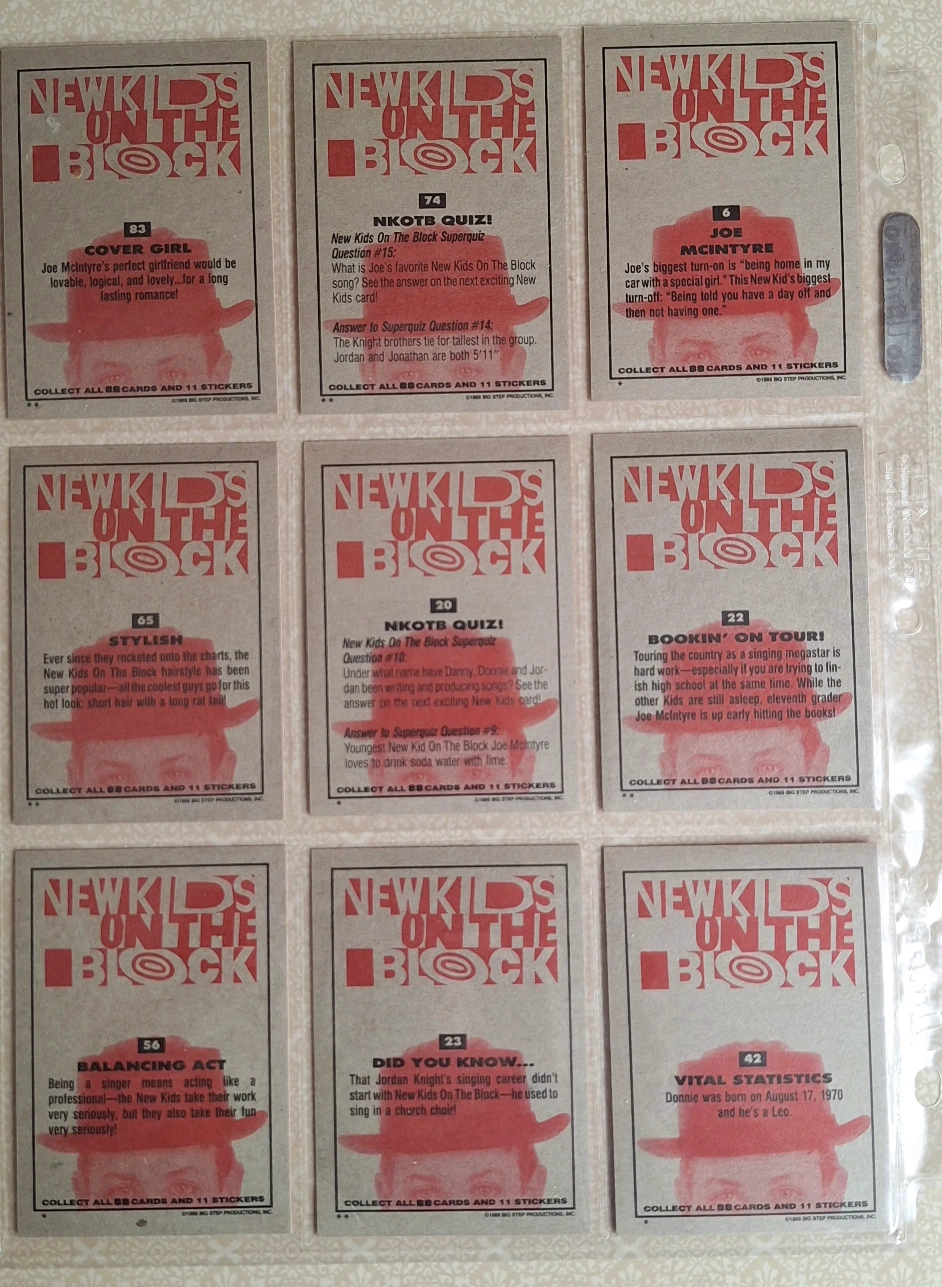 NEW KIDS
ON THE
BLOCK
83
COVER GIRL
Joe McIntyre's perfect girlfriend would be
lovable, logical, and lovely...for a long
lasting romance!
COLLECT ALL 88 CARDS AND 11 STICKERS
** ©1989 BIG STEP PRODUCTIONS, INC.
NEW KIDS
ON THE
BLOCK
74
NKOTB QUIZ!
New Kids On The Block Superquiz
Question #15:
What is Joe's favorite New Kids On The Block
song? See the answer on the next exciting New
Kids card!
Answer to Superquiz Question #14:
The Knight brothers tie for tallest in the group.
Jordan and Jonathan are both 5'11"
COLLECT ALL 88 CARDS AND 11 STICKERS
** ©1989 BIG STEP PRODUCTIONS, INC.
NEW KIDS
ON THE
BLOCK
6
JOE
MCINTYRE
Joe's biggest turn-on is "being home in my
car with a special girl." This New Kid's biggest
turn-off: "Being told you have a day off and
then not having one."
COLLECT ALL 88 CARDS AND 11 STICKERS
* ©1989 BIG STEP PRODUCTIONS, INC.
NEW KIDS
ON THE
BLOCK
65
STYLISH
Ever since they rocketed onto the charts, the
New Kids On The Block hairstyle has been
super popular—all the coolest guys go for this
hot look: short hair with a long rat tail!
COLLECT ALL 88 CARDS AND 11 STICKERS
** ©1989 BIG STEP PRODUCTIONS, INC.
NEW KIDS
ON THE
BLOCK
20
NKOTB QUIZ!
New Kids On The Block Superquiz
Question #10:
Under what name have Danny, Donnie and Jor-
dan been writing and producing songs? See the
answer on the next exciting New Kids card!
Answer to Superquiz Question #9:
Youngest New Kid On The Block Joe McIntyre
loves to drink soda water with lime.
COLLECT ALL 88 CARDS AND 11 STICKERS
* ©1989 BIG STEP PRODUCTIONS, INC.
NEW KIDS
ON THE
BLOCK
22
BOOKIN' ON TOUR!
Touring the country as a singing megastar is
hard work—especially if you are trying to fin-
ish high school at the same time. While the
other Kids are still asleep, eleventh grader
Joe McIntyre is up early hitting the books!
COLLECT ALL 88 CARDS AND 11 STICKERS
** ©1989 BIG STEP PRODUCTIONS, INC.
NEW KIDS
ON THE
BLOCK
56
BALANCING ACT
Being a singer means acting like a
professional—the New Kids take their work
very seriously, but they also take their fun
very seriously!
COLLECT ALL 88 CARDS AND 11 STICKERS
* ©1989 BIG STEP PRODUCTIONS, INC.
NEW KIDS
ON THE
BLOCK
23
DID YOU KNOW...
That Jordan Knight's singing career didn't
start with New Kids On The Block—he used to
sing in a church choir!
COLLECT ALL 88 CARDS AND 11 STICKERS
** ©1989 BIG STEP PRODUCTIONS, INC.
NEW KIDS
ON THE
BLOCK
42
VITAL STATISTICS
Donnie was born on August 17, 1970
and he's a Leo.
COLLECT ALL 88 CARDS AND 11 STICKERS
* ©1989 BIG STEP PRODUCTIONS, INC.